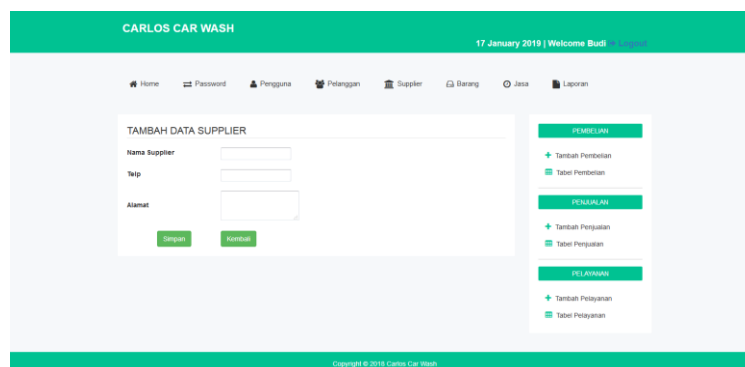 CARLOS CAR WASH
17 January 2019 | Welcome Budi Logout
Home Password Pengguna Pelanggan Supplier Barang Jasa Laporan
TAMBAH DATA SUPPLIER
Nama Supplier
Telp
Alamat
Simpan Kembali
PEMBELIAN
Tambah Pembelian
Tabel Pembelian
PENJUALAN
Tambah Penjualan
Tabel Penjualan
PELAYANAN
Tambah Pelayanan
Tabel Pelayanan
Copyright © 2018 Carlos Car Wash